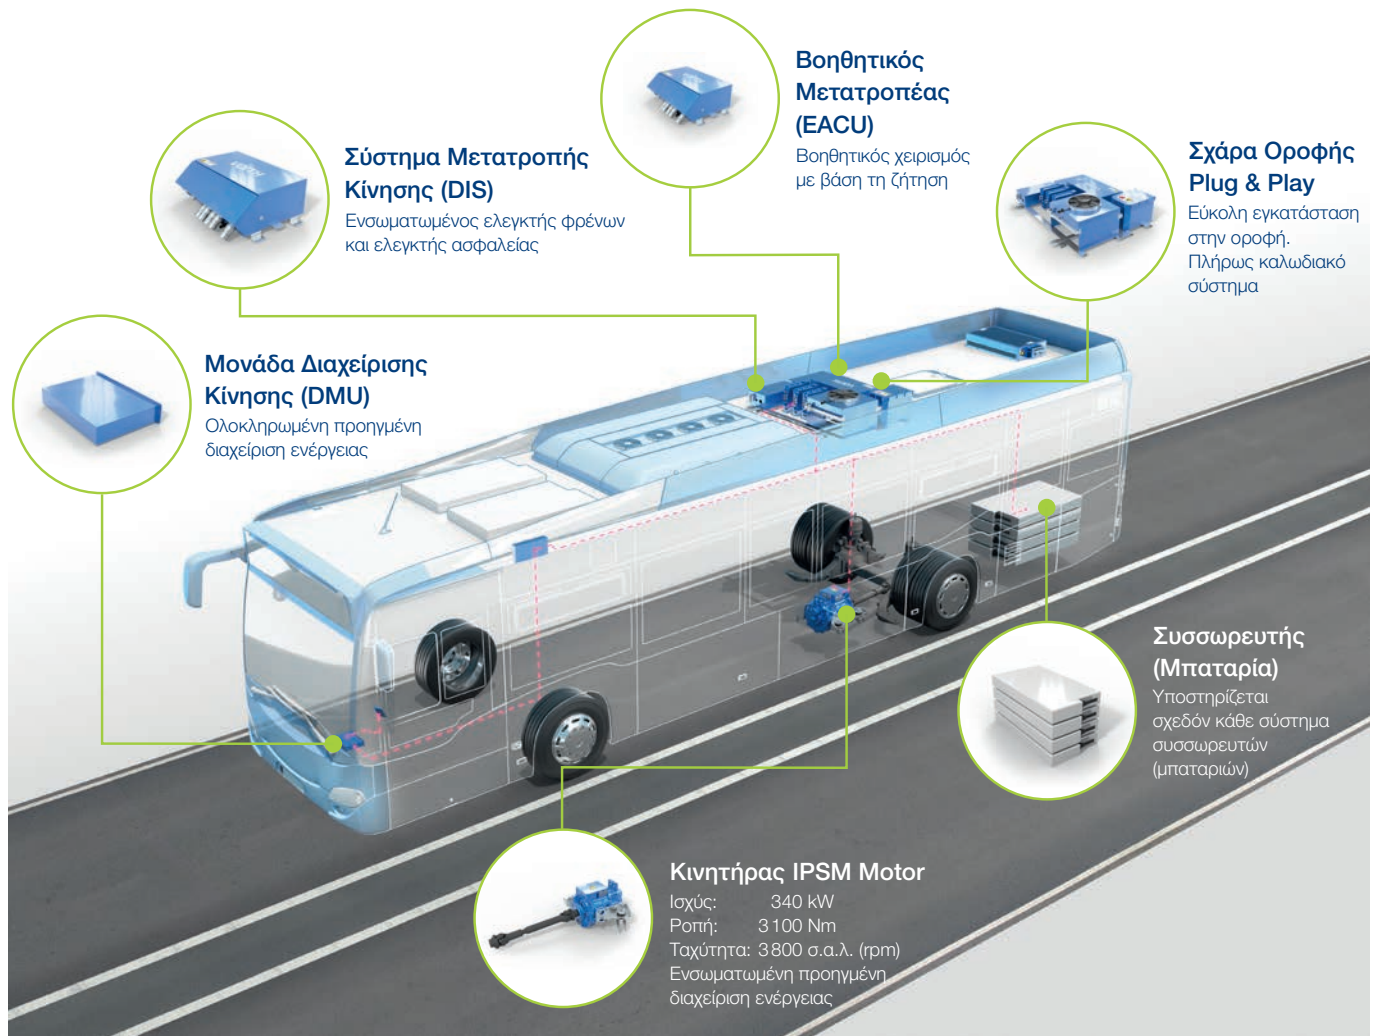 Βοηθητικός
Μετατροπέας
(EACU)
Βοηθητικός χειρισμός
με βάση τη ζήτηση
Σύστημα Μετατροπής
Κίνησης (DIS)
Ενσωματωμένος ελεγκτής φρένων
και ελεγκτής ασφαλείας
Σχάρα Οροφής
Plug & Play
Εύκολη εγκατάσταση
στην οροφή.
Πλήρως καλωδιακό
σύστημα
Μονάδα Διαχείρισης
Κίνησης (DMU)
Ολοκληρωμένη προηγμένη
διαχείριση ενέργειας
Συσσωρευτής
(Μπαταρία)
Υποστηρίζεται
σχεδόν κάθε σύστημα
συσσωρευτών
(μπαταριών)
Κινητήρας IPSM Motor
Ισχύς: 340 kW
Ροπή: 3100 Nm
Ταχύτητα: 3800 σ.α.λ. (rpm)
Ενσωματωμένη προηγμένη
διαχείριση ενέργειας